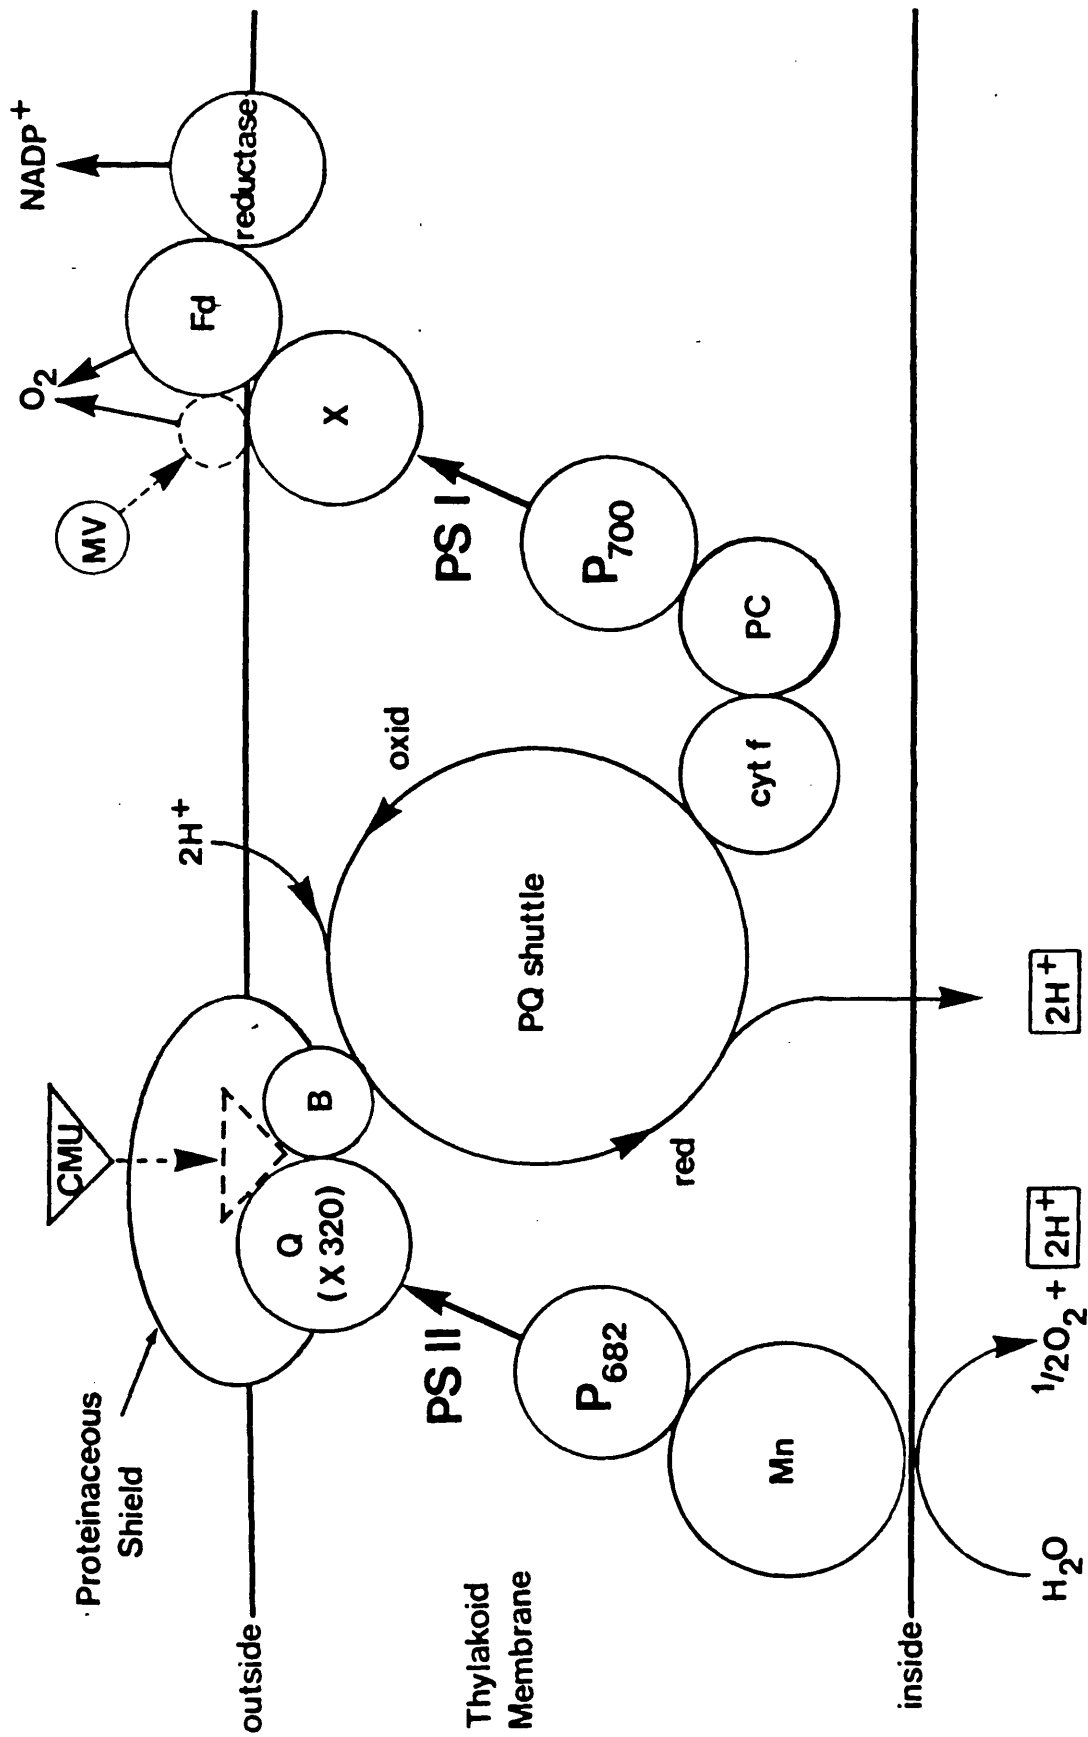 CMU
MV
O2
NADP+
Proteinaceous
Shield
2H+
Fd
reductase
outside
Q
(X 320)
B
X
oxid
PS II
PS I
Thylakoid
Membrane
PQ shuttle
P682
P700
red
Mn
cyt f
PC
inside
H2O
1/2O2 + 2H+
2H+